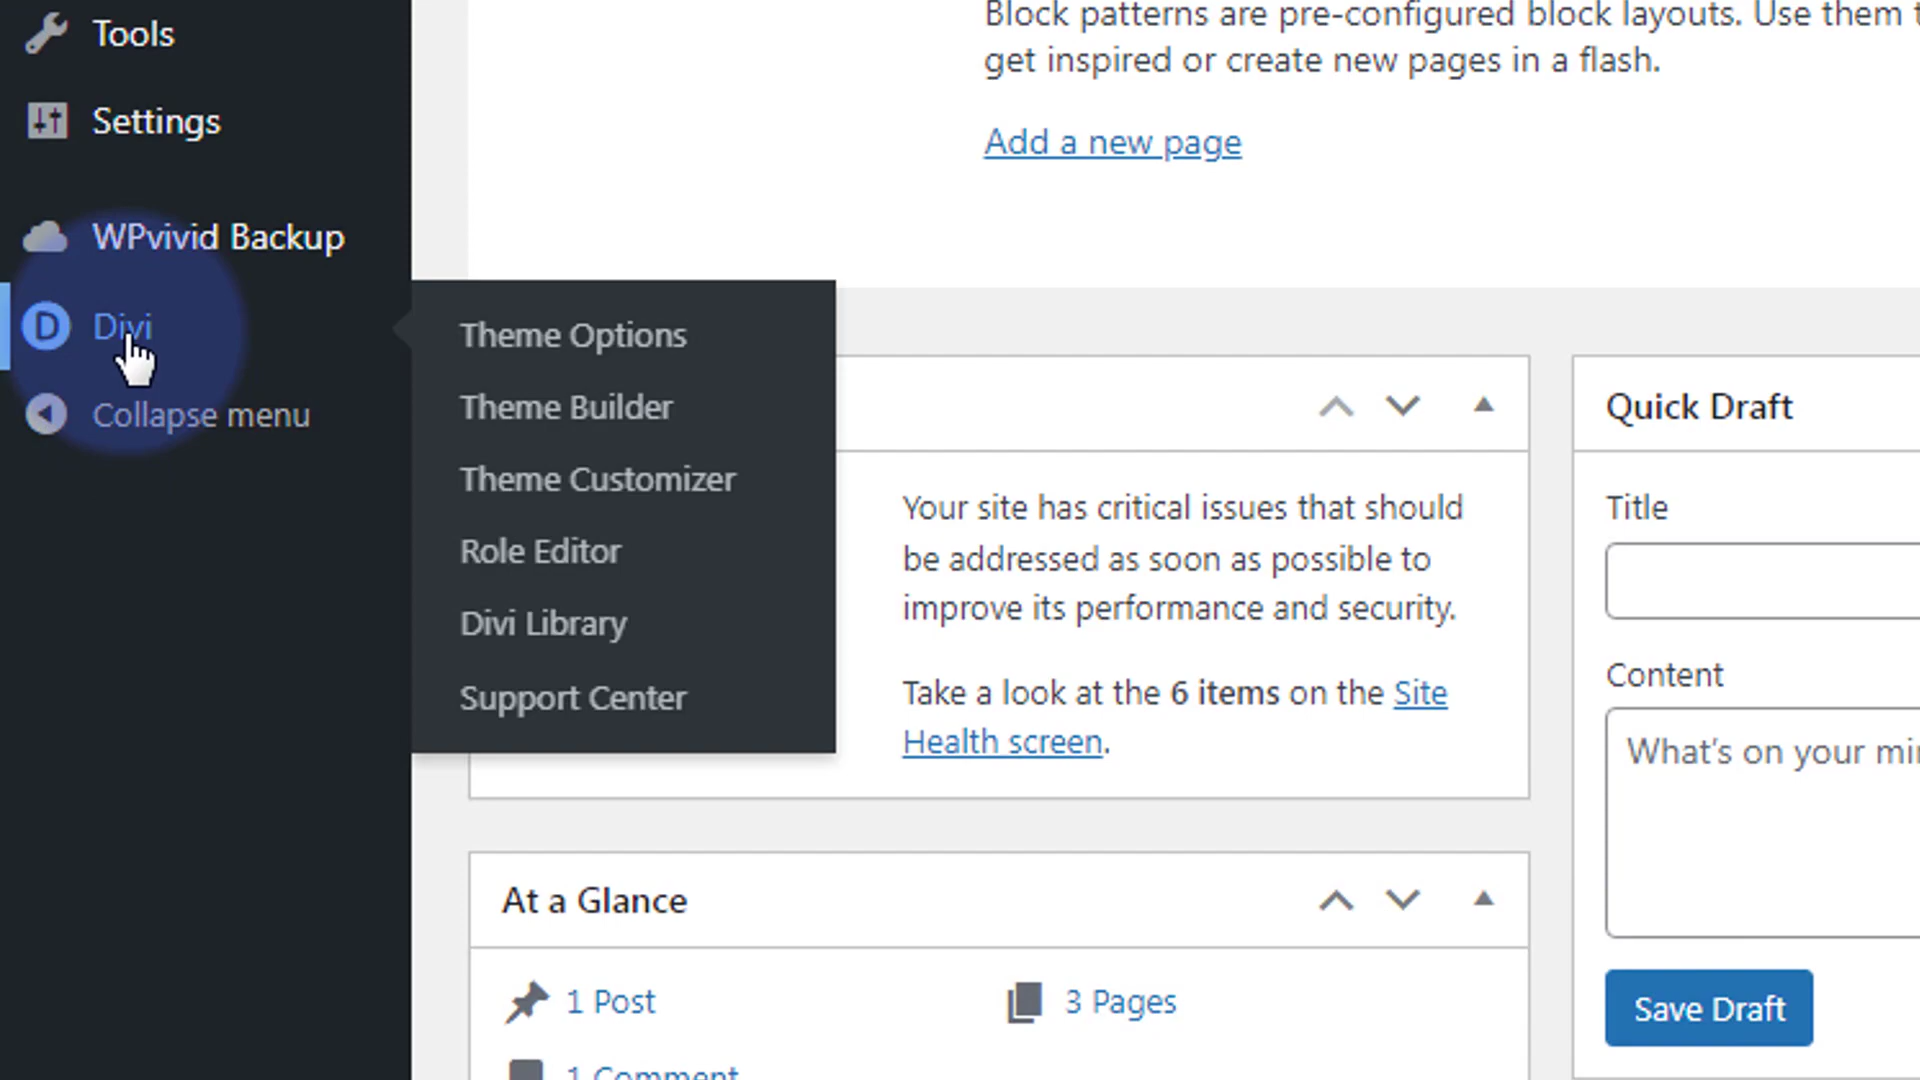 Tools
Settings
WPvivid Backup
D Divi
Collapse menu
Theme Options
Theme Builder
Theme Customizer
Role Editor
Divi Library
Support Center
Block patterns are pre-configured block layouts. Use them
get inspired or create new pages in a flash.
Add a new page
Your site has critical issues that should
be addressed as soon as possible to
improve its performance and security.
Take a look at the 6 items on the Site
Health screen.
At a Glance
1 Post
3 Pages
1 Comment
Quick Draft
Title
Content
What's on your
Save Draft